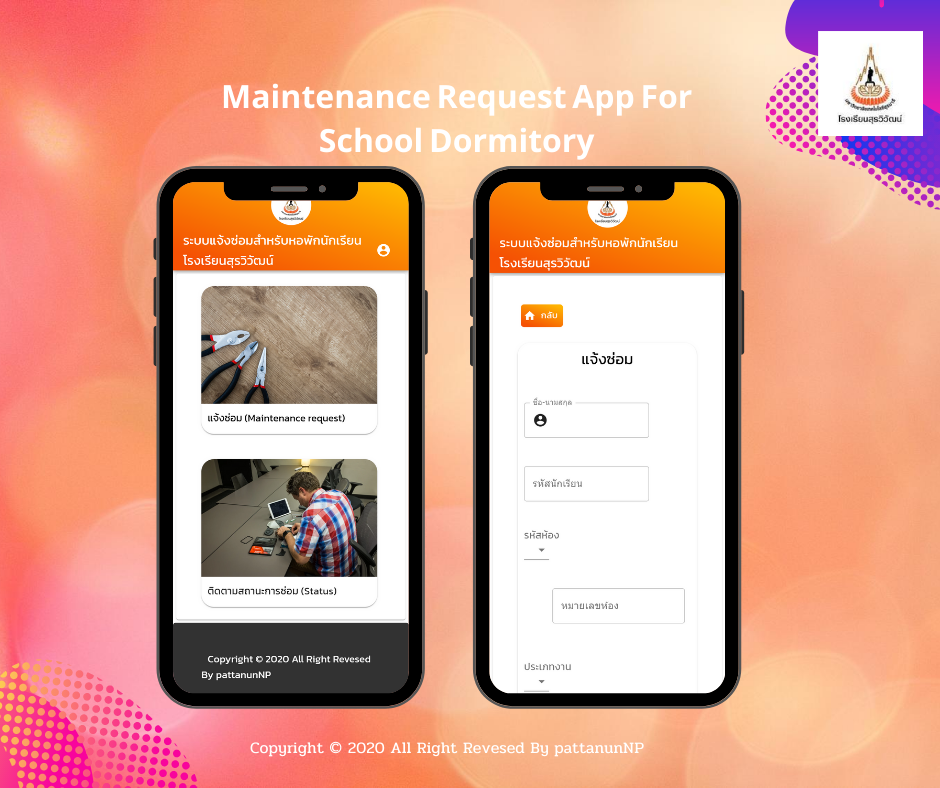 Maintenance Request App For
School Dormitory
โรงเรียนสุรวิวัฒน์
ระบบแจ้งซ่อมสำหรับหอพักนักเรียน
โรงเรียนสุรวิวัฒน์
แจ้งซ่อม (Maintenance request)
ติดตามสถานะการซ่อม (Status)
Copyright © 2020 All Right Revesed
By pattanunNP
ระบบแจ้งซ่อมสำหรับหอพักนักเรียน
โรงเรียนสุรวิวัฒน์
กลับ
แจ้งซ่อม
ชื่อ-นามสกุล
รหัสนักเรียน
รหัสห้อง
หมายเลขห้อง
ประเภทงาน
Copyright © 2020 All Right Revesed By pattanunNP